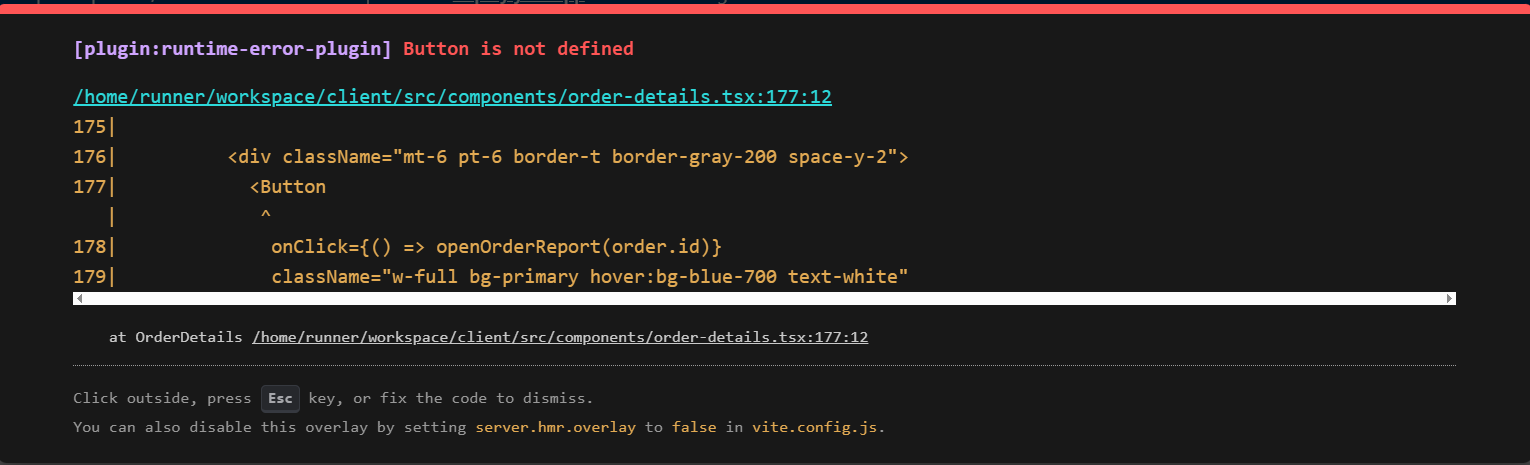 [plugin:runtime-error-plugin] Button is not defined
/home/runner/workspace/client/src/components/order-details.tsx:177:12
175|
176|          <div className="mt-6 pt-6 border-t border-gray-200 space-y-2">
177|            <Button
   |             ^
178|              onClick={() => openOrderReport(order.id)}
179|              className="w-full bg-primary hover:bg-blue-700 text-white"
at OrderDetails /home/runner/workspace/client/src/components/order-details.tsx:177:12
Click outside, press Esc key, or fix the code to dismiss.
You can also disable this overlay by setting server.hmr.overlay to false in vite.config.js.